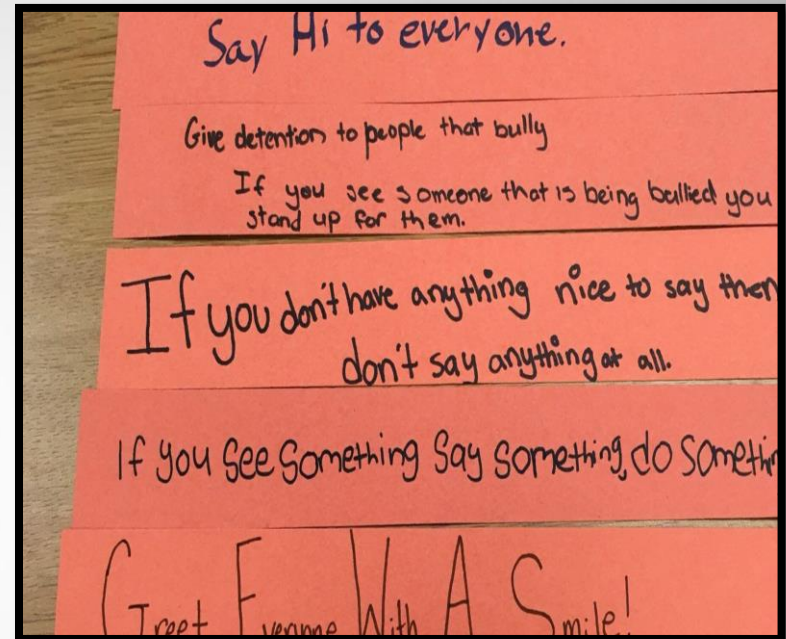 Say Hi to everyone.
Give detention to people that bully
If you see someone that is being bullied you
stand up for them.
If you don't have anything nice to say then
don't say anything at all.
If you see something Say something, do somethin
Greet Everyone With A Smile!